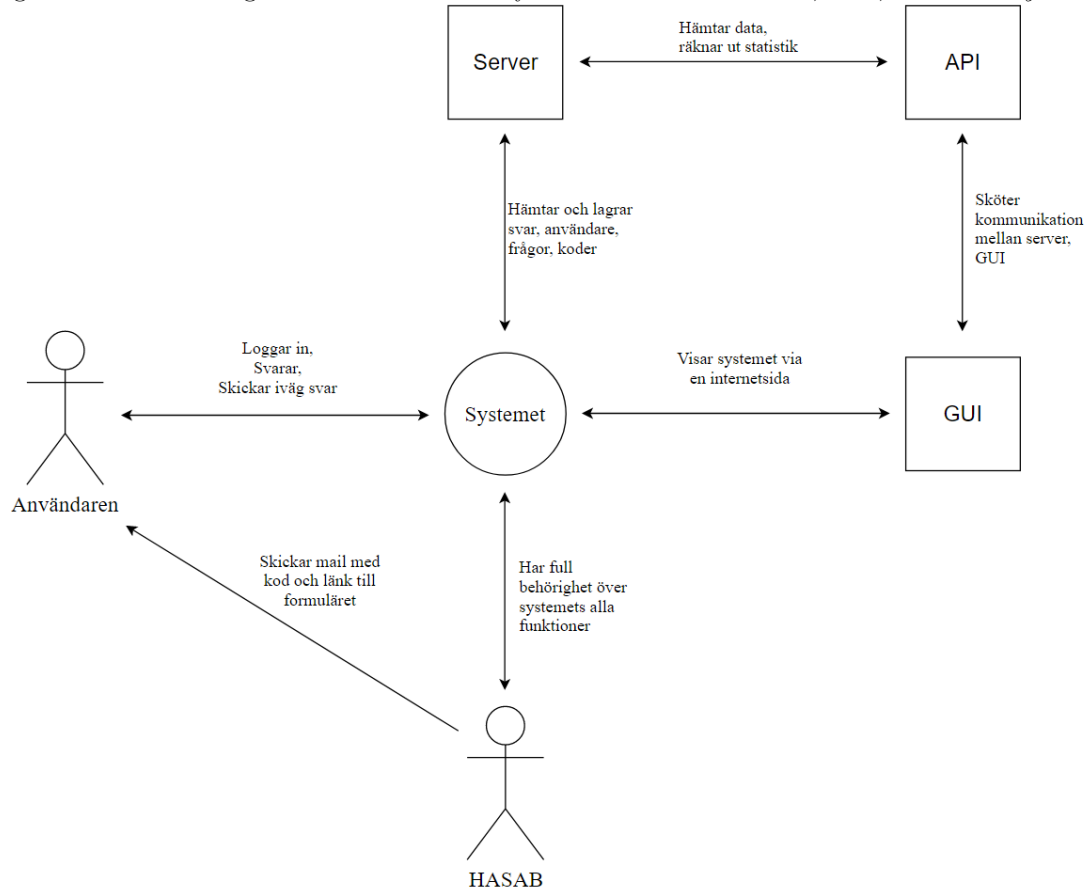 Hämtar data,
räknar ut statistik
Server
API
Hämtar och lagrar
svar, användare,
frågor, koder
Sköter
kommunikation
mellan server,
GUI
Loggar in,
Svarar,
Skickar iväg svar
Visar systemet via
en internetsida
Systemet
GUI
Användaren
Skickar mail med
kod och länk till
formuläret
Har full
behörighet över
systemets alla
funktioner
HASAB